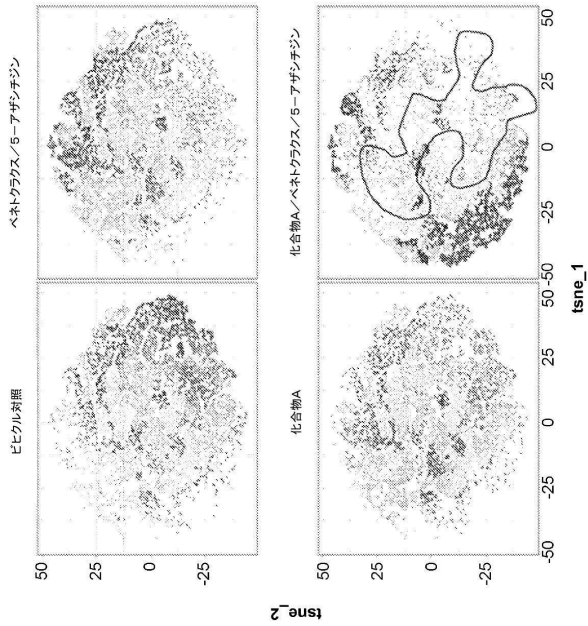 ビヒクル対照
ベネトクラクス／５－アザシチジン
50
25
0
-25
化合物A
化合物A／ベネトクラクス／５－アザシチジン
50
25
0
-25
-50 -25 0 25 50 -50 -25 0 25 50
tsne_1
tsne_2